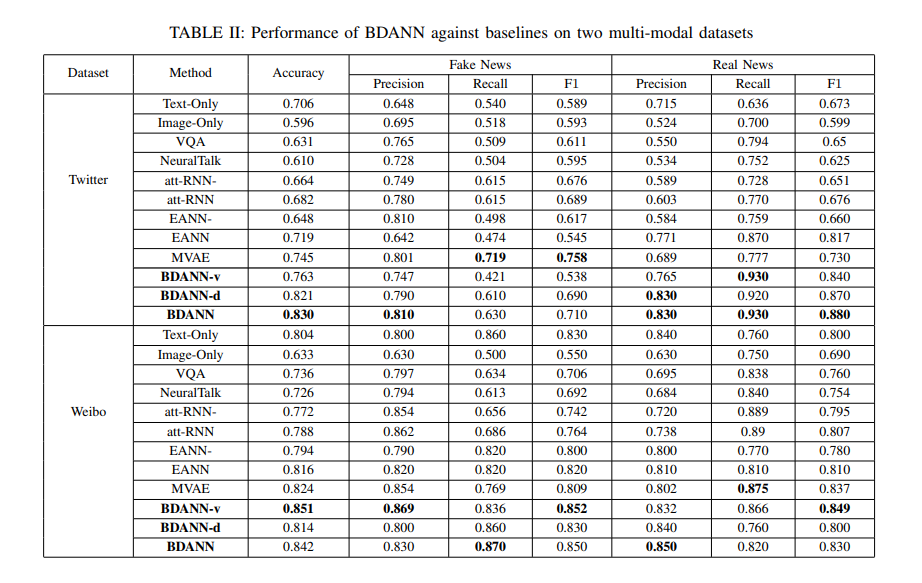 TABLE II: Performance of BDANN against baselines on two multi-modal datasets
Dataset Method Accuracy Fake News Real News
Precision Recall F1 Precision Recall F1
Twitter
Text-Only 0.706 0.648 0.540 0.589 0.715 0.636 0.673
Image-Only 0.596 0.695 0.518 0.593 0.524 0.700 0.599
VQA 0.631 0.765 0.509 0.611 0.550 0.794 0.65
NeuralTalk 0.610 0.728 0.504 0.595 0.534 0.752 0.625
att-RNN- 0.664 0.749 0.615 0.676 0.589 0.728 0.651
att-RNN 0.682 0.780 0.615 0.689 0.603 0.770 0.676
EANN- 0.648 0.810 0.498 0.617 0.584 0.759 0.660
EANN 0.719 0.642 0.474 0.545 0.771 0.870 0.817
MVAE 0.745 0.801 0.719 0.758 0.689 0.777 0.730
BDANN-v 0.763 0.747 0.421 0.538 0.765 0.930 0.840
BDANN-d 0.821 0.790 0.610 0.690 0.830 0.920 0.870
BDANN 0.830 0.810 0.630 0.710 0.830 0.930 0.880
Weibo
Text-Only 0.804 0.800 0.860 0.830 0.840 0.760 0.800
Image-Only 0.633 0.630 0.500 0.550 0.630 0.750 0.690
VQA 0.736 0.797 0.634 0.706 0.695 0.838 0.760
NeuralTalk 0.726 0.794 0.613 0.692 0.684 0.840 0.754
att-RNN- 0.772 0.854 0.656 0.742 0.720 0.889 0.795
att-RNN 0.788 0.862 0.686 0.764 0.738 0.89 0.807
EANN- 0.794 0.790 0.820 0.800 0.800 0.770 0.780
EANN 0.816 0.820 0.820 0.820 0.810 0.810 0.810
MVAE 0.824 0.854 0.769 0.809 0.802 0.875 0.837
BDANN-v 0.851 0.869 0.836 0.852 0.832 0.866 0.849
BDANN-d 0.814 0.800 0.860 0.830 0.840 0.760 0.800
BDANN 0.842 0.830 0.870 0.850 0.850 0.820 0.830